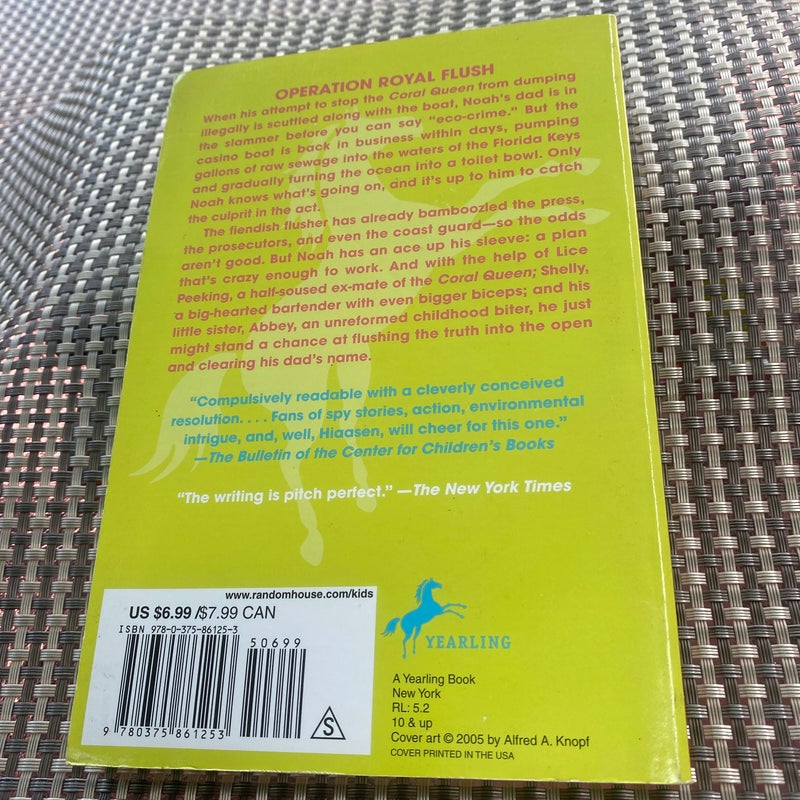 OPERATION ROYAL FLUSH
When his attempt to stop the Coral Queen from dumping
illegally is scuttled along with the boat, Noah's dad is in
the slammer before you can say "eco-crime." But the
casino boat is back in business within days, pumping
gallons of raw sewage into the waters of the Florida Keys
and gradually turning the ocean into a toilet bowl. Only
Noah knows what's going on, and it's up to him to catch
the culprit in the act.
The fiendish flusher has already bamboozled the press,
the prosecutors, and even the coast guard—so the odds
aren't good. But Noah has an ace up his sleeve: a plan
that's crazy enough to work. And with the help of Lice
Peeking, a half-soused ex-mate of the Coral Queen; Shelly,
a big-hearted bartender with even bigger biceps; and his
little sister, Abbey, an unreformed childhood biter, he just
might stand a chance at flushing the truth into the open
and clearing his dad's name.
"Compulsively readable with a cleverly conceived
resolution. . . . Fans of spy stories, action, environmental
intrigue, and, well, Hiaasen, will cheer for this one."
—The Bulletin of the Center for Children's Books
"The writing is pitch perfect." —The New York Times
www.randomhouse.com/kids
US $6.99 /$7.99 CAN
ISBN 978-0-375-86125-3
50699
9 780375 861253
S
YEARLING
A Yearling Book
New York
RL: 5.2
10 & up
Cover art © 2005 by Alfred A. Knopf
COVER PRINTED IN THE USA